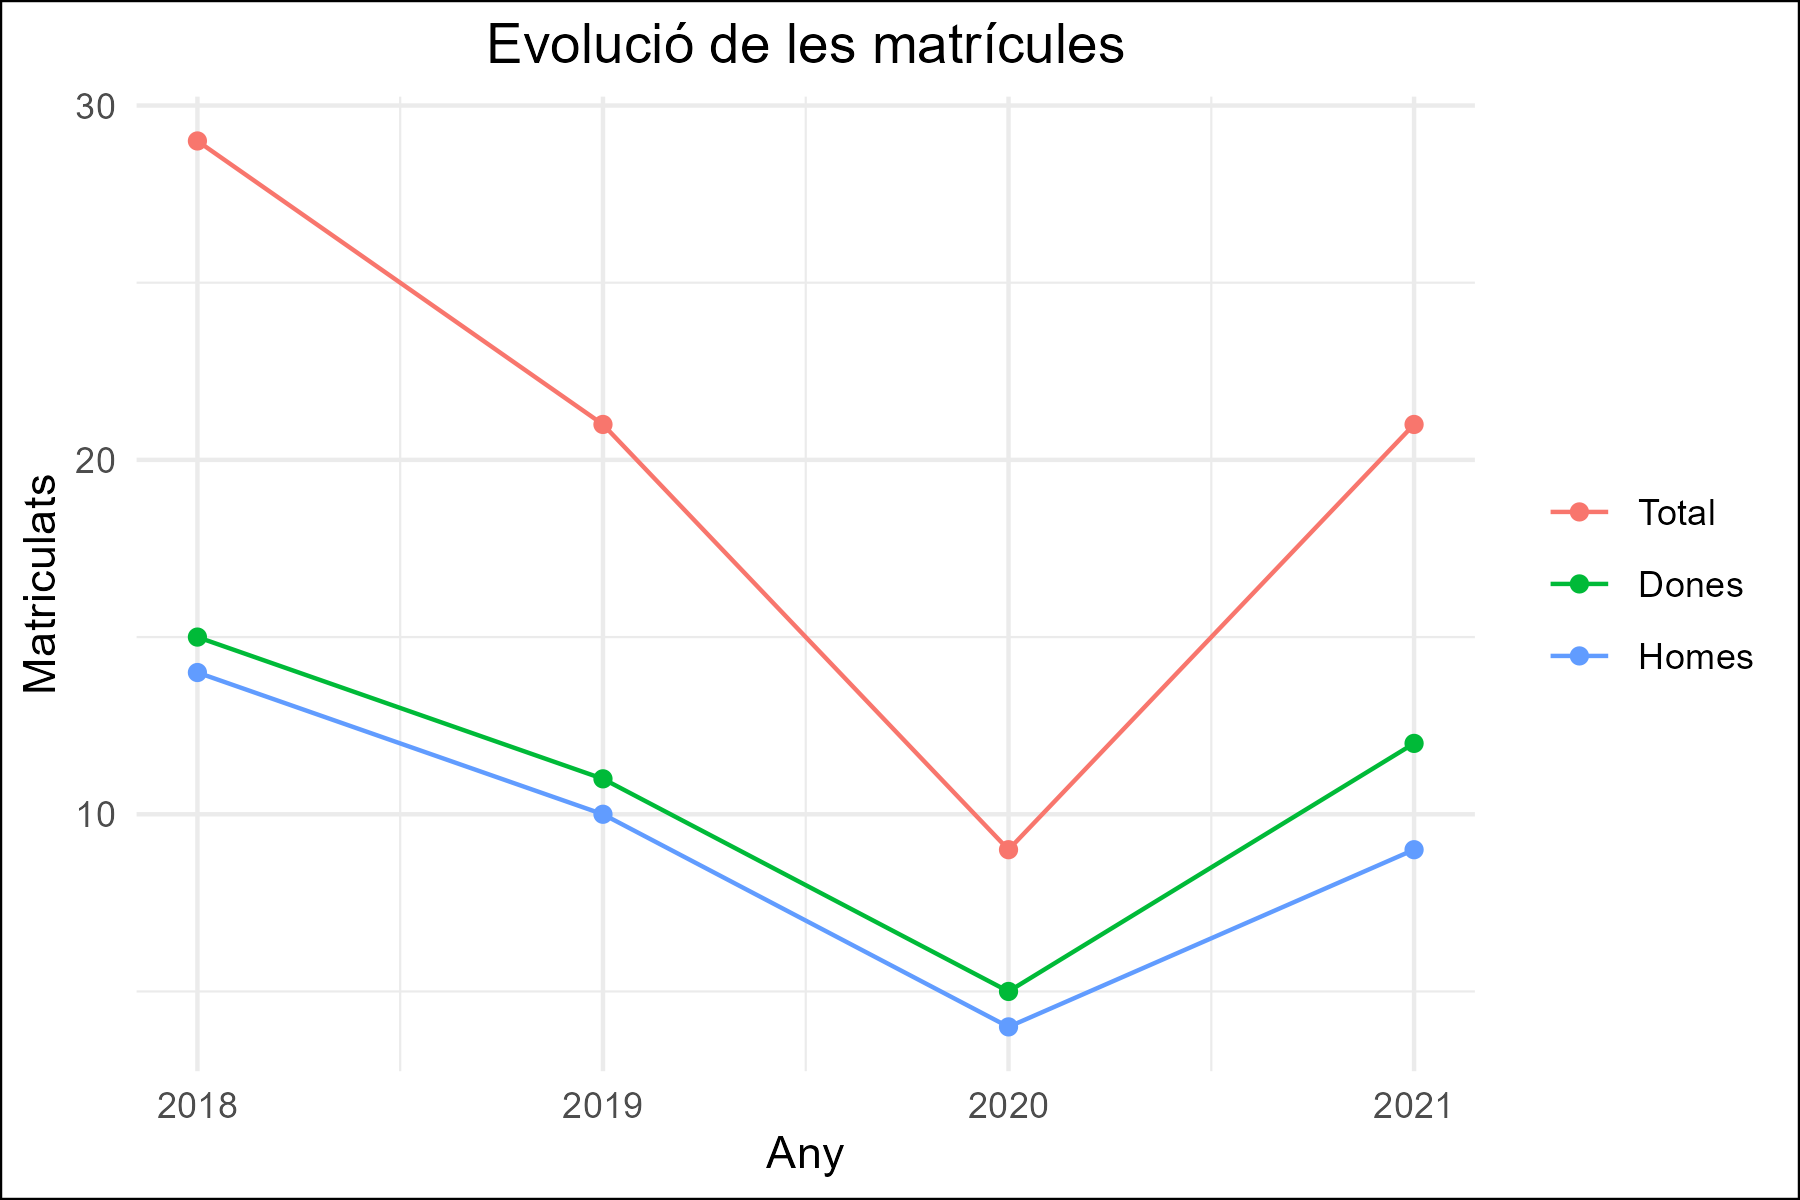 Evolució de les matrícules
30
20
10
Matriculats
2018
2019
2020
2021
Any
Total
Dones
Homes